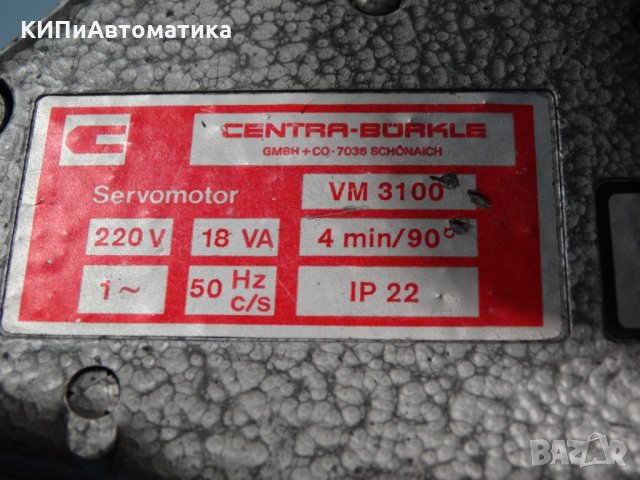 КИПиАвтоматика
CENTRA-BÜRKLE
GMBH + CO · 7036 SCHÖNAICH
Servomotor
VM 3100
220 V
18 VA
4 min/90°
1 ~
50 Hz
c/s
IP 22
BAZAR